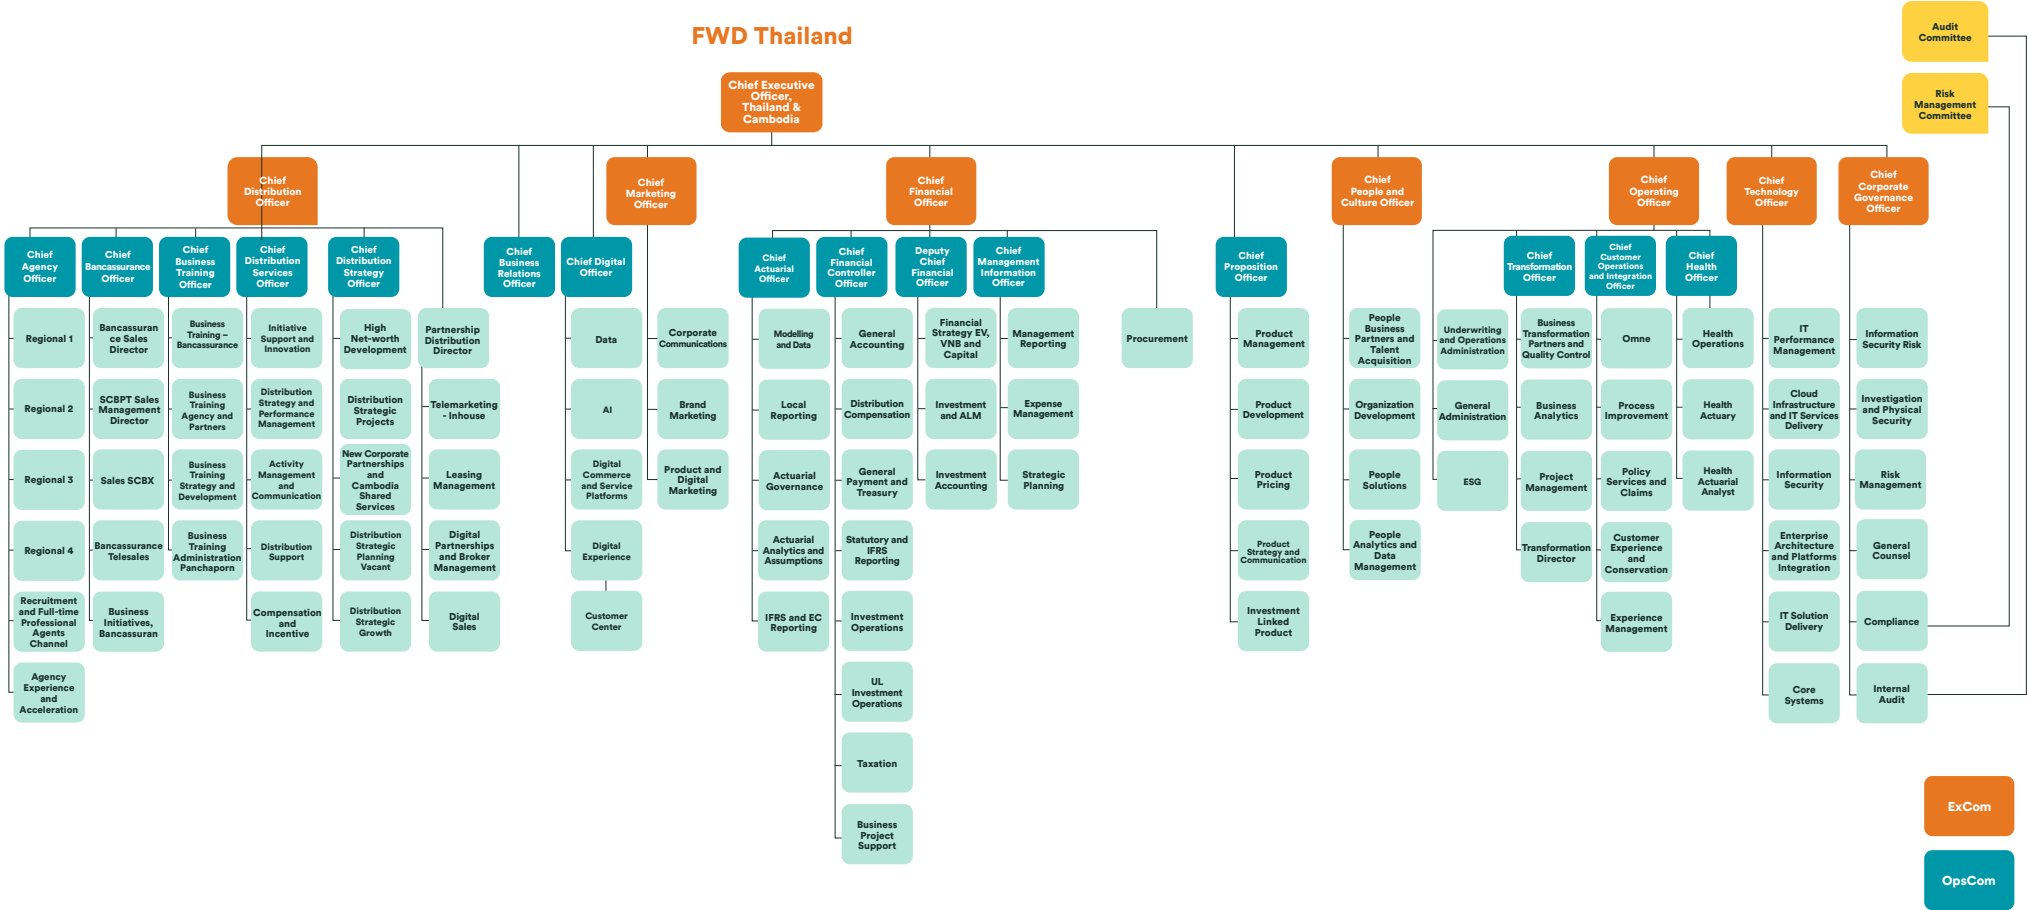 FWD Thailand
Audit
Committee
Risk
Management
Committee
Chief Executive
Officer,
Thailand &
Cambodia
Chief
Distribution
Officer
Chief
Marketing
Officer
Chief
Financial
Officer
Chief
People and
Culture Officer
Chief
Operating
Officer
Chief
Technology
Officer
Chief
Corporate
Governance
Officer
Chief
Agency
Officer
Chief
Bancassurance
Officer
Chief
Business
Training
Officer
Chief
Distribution
Services
Officer
Chief
Distribution
Strategy
Officer
Chief
Business
Relations
Officer
Chief Digital
Officer
Chief
Actuarial
Officer
Chief
Financial
Controller
Officer
Deputy
Chief
Financial
Officer
Chief
Management
Information
Officer
Chief
Proposition
Officer
Chief
Transformation
Officer
Chief
Customer
Operations
and Integration
Officer
Chief
Health
Officer
Regional 1
Bancassuran
ce Sales
Director
Business
Training –
Bancassurance
Initiative
Support and
Innovation
High
Net-worth
Development
Partnership
Distribution
Director
Data
Corporate
Communications
Modelling
and Data
General
Accounting
Financial
Strategy EV,
VNB and
Capital
Management
Reporting
Procurement
Product
Management
People
Business
Partners and
Talent
Acquisition
Underwriting
and Operations
Administration
Business
Transformation
Partners and
Quality Control
Omne
Health
Operations
IT
Performance
Management
Information
Security Risk
Regional 2
SCBPT Sales
Management
Director
Business
Training
Agency and
Partners
Distribution
Strategy and
Performance
Management
Distribution
Strategic
Projects
Telemarketing
- Inhouse
AI
Brand
Marketing
Local
Reporting
Distribution
Compensation
Investment
and ALM
Expense
Management
Product
Development
Organization
Development
General
Administration
Business
Analytics
Process
Improvement
Health
Actuary
Cloud
Infrastructure
and IT Services
Delivery
Investigation
and Physical
Security
Regional 3
Sales SCBX
Business
Training
Strategy and
Development
Activity
Management
and
Communication
New Corporate
Partnerships
and
Cambodia
Shared
Services
Leasing
Management
Digital
Commerce
and Service
Platforms
Product and
Digital
Marketing
Actuarial
Governance
General
Payment and
Treasury
Investment
Accounting
Strategic
Planning
Product
Pricing
People
Solutions
ESG
Project
Management
Policy
Services and
Claims
Health
Actuarial
Analyst
Information
Security
Risk
Management
Regional 4
Bancassurance
Telesales
Business
Training
Administration
Panchaporn
Distribution
Support
Distribution
Strategic
Planning
Vacant
Digital
Partnerships
and Broker
Management
Digital
Experience
Actuarial
Analytics and
Assumptions
Statutory and
IFRS
Reporting
Product
Strategy and
Communication
People
Analytics and
Data
Management
Transformation
Director
Customer
Experience
and
Conservation
Enterprise
Architecture
and Platforms
Integration
General
Counsel
Recruitment
and Full-time
Professional
Agents
Channel
Business
Initiatives,
Bancassuran
Compensation
and
Incentive
Distribution
Strategic
Growth
Digital
Sales
Customer
Center
IFRS and EC
Reporting
Investment
Operations
Investment
Linked
Product
Experience
Management
IT Solution
Delivery
Compliance
Agency
Experience
and
Acceleration
UL
Investment
Operations
Core
Systems
Internal
Audit
Taxation
Business
Project
Support
ExCom
OpsCom